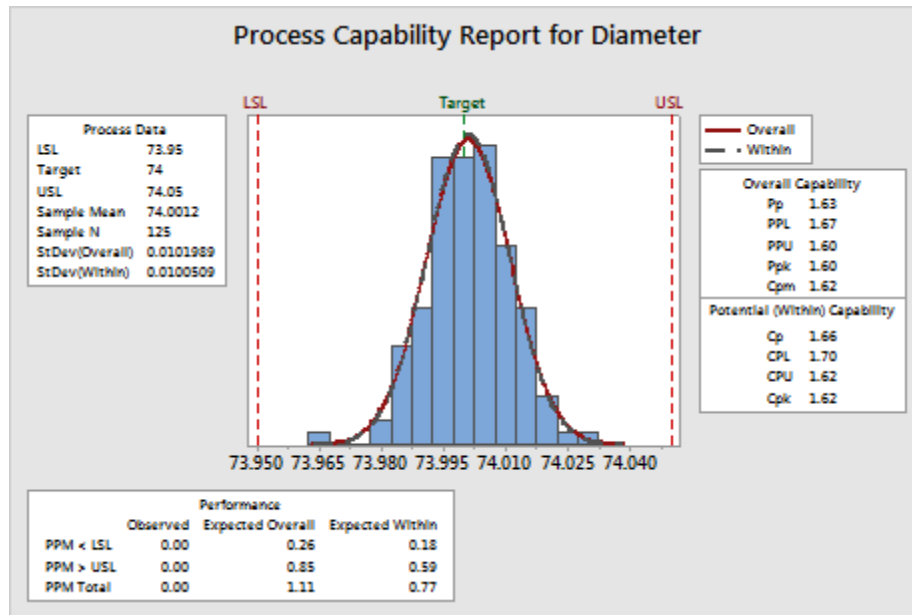 Process Capability Report for Diameter
LSL Target USL
Process Data
LSL 73.95
Target 74
USL 74.05
Sample Mean 74.0012
Sample N 125
StDev(Overall) 0.0101989
StDev(Within) 0.0100509
Overall
Within
Overall Capability
Pp 1.63
PPL 1.67
PPU 1.60
Ppk 1.60
Cpm 1.62
Potential (Within) Capability
Cp 1.66
CPL 1.70
CPU 1.62
Cpk 1.62
73.950 73.965 73.980 73.995 74.010 74.025 74.040
Performance
Observed Expected Overall Expected Within
PPM < LSL 0.00 0.26 0.18
PPM > USL 0.00 0.85 0.59
PPM Total 0.00 1.11 0.77